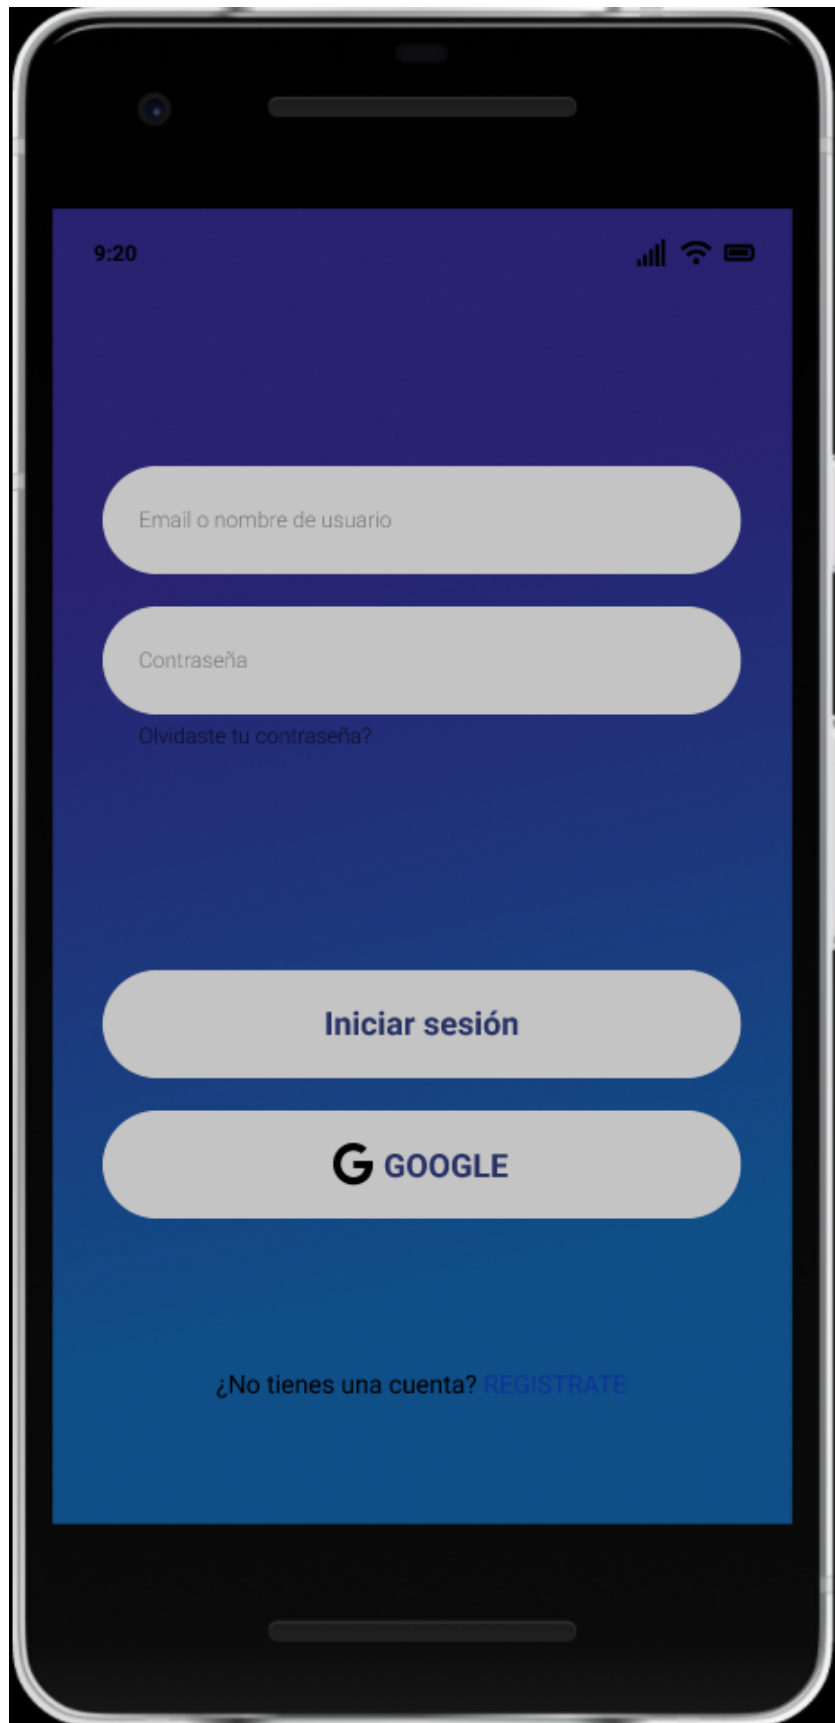 9:20
Email o nombre de usuario
Contraseña
Olvidaste tu contraseña?
Iniciar sesión
G GOOGLE
¿No tienes una cuenta? REGISTRATE